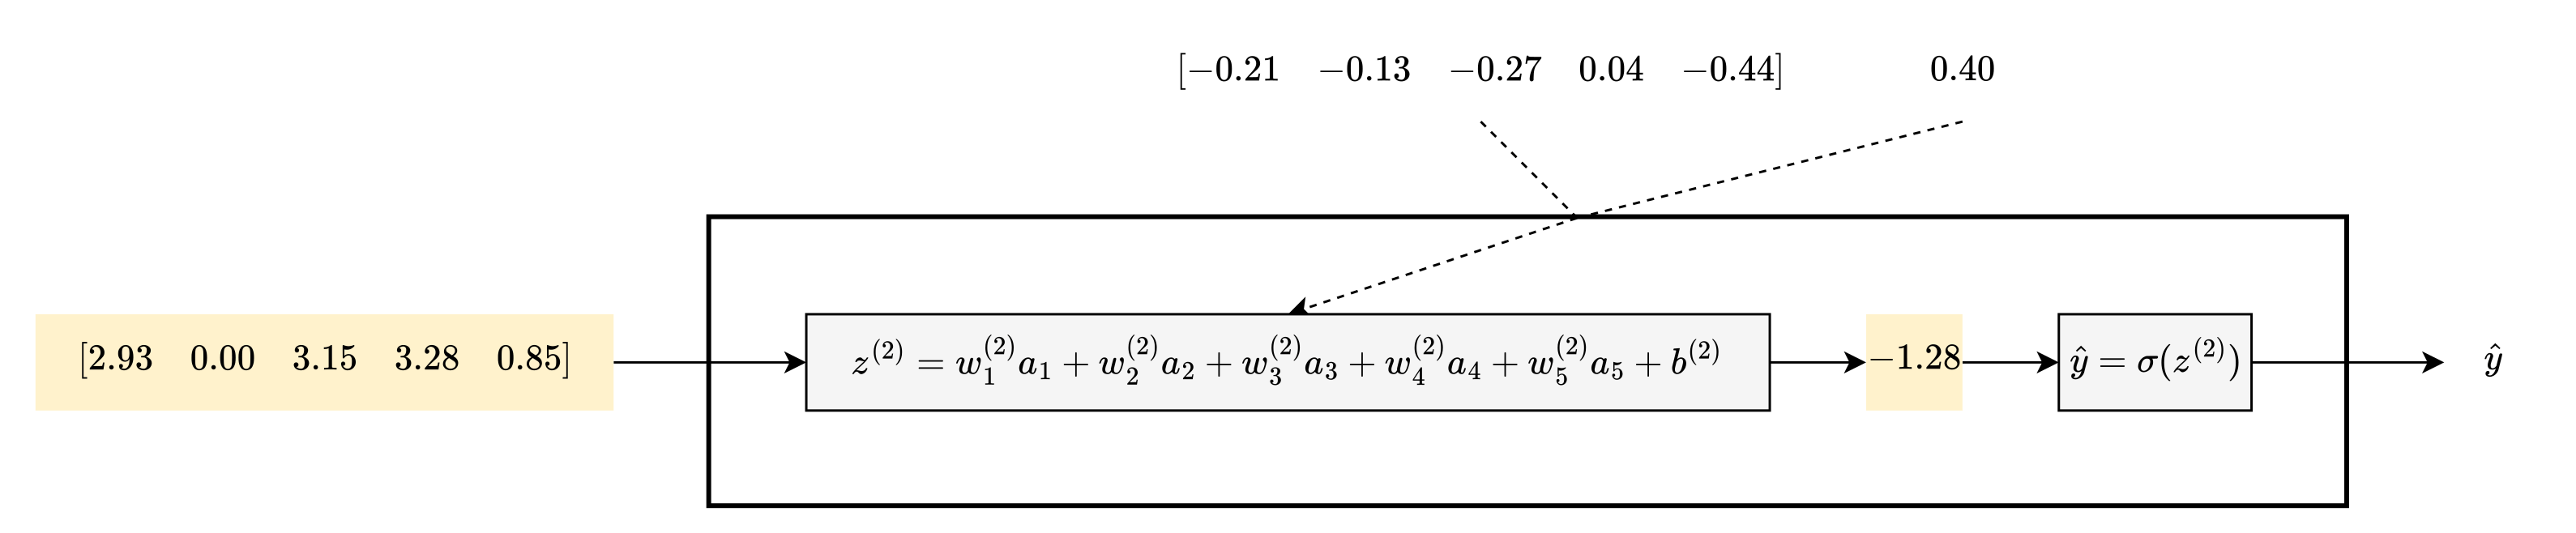 [−0.21 −0.13 −0.27 0.04 −0.44] 0.40
[2.93 0.00 3.15 3.28 0.85] z^{(2)} = w_1^{(2)}a_1 + w_2^{(2)}a_2 + w_3^{(2)}a_3 + w_4^{(2)}a_4 + w_5^{(2)}a_5 + b^{(2)} −1.28 ŷ = σ(z^{(2)}) ŷ